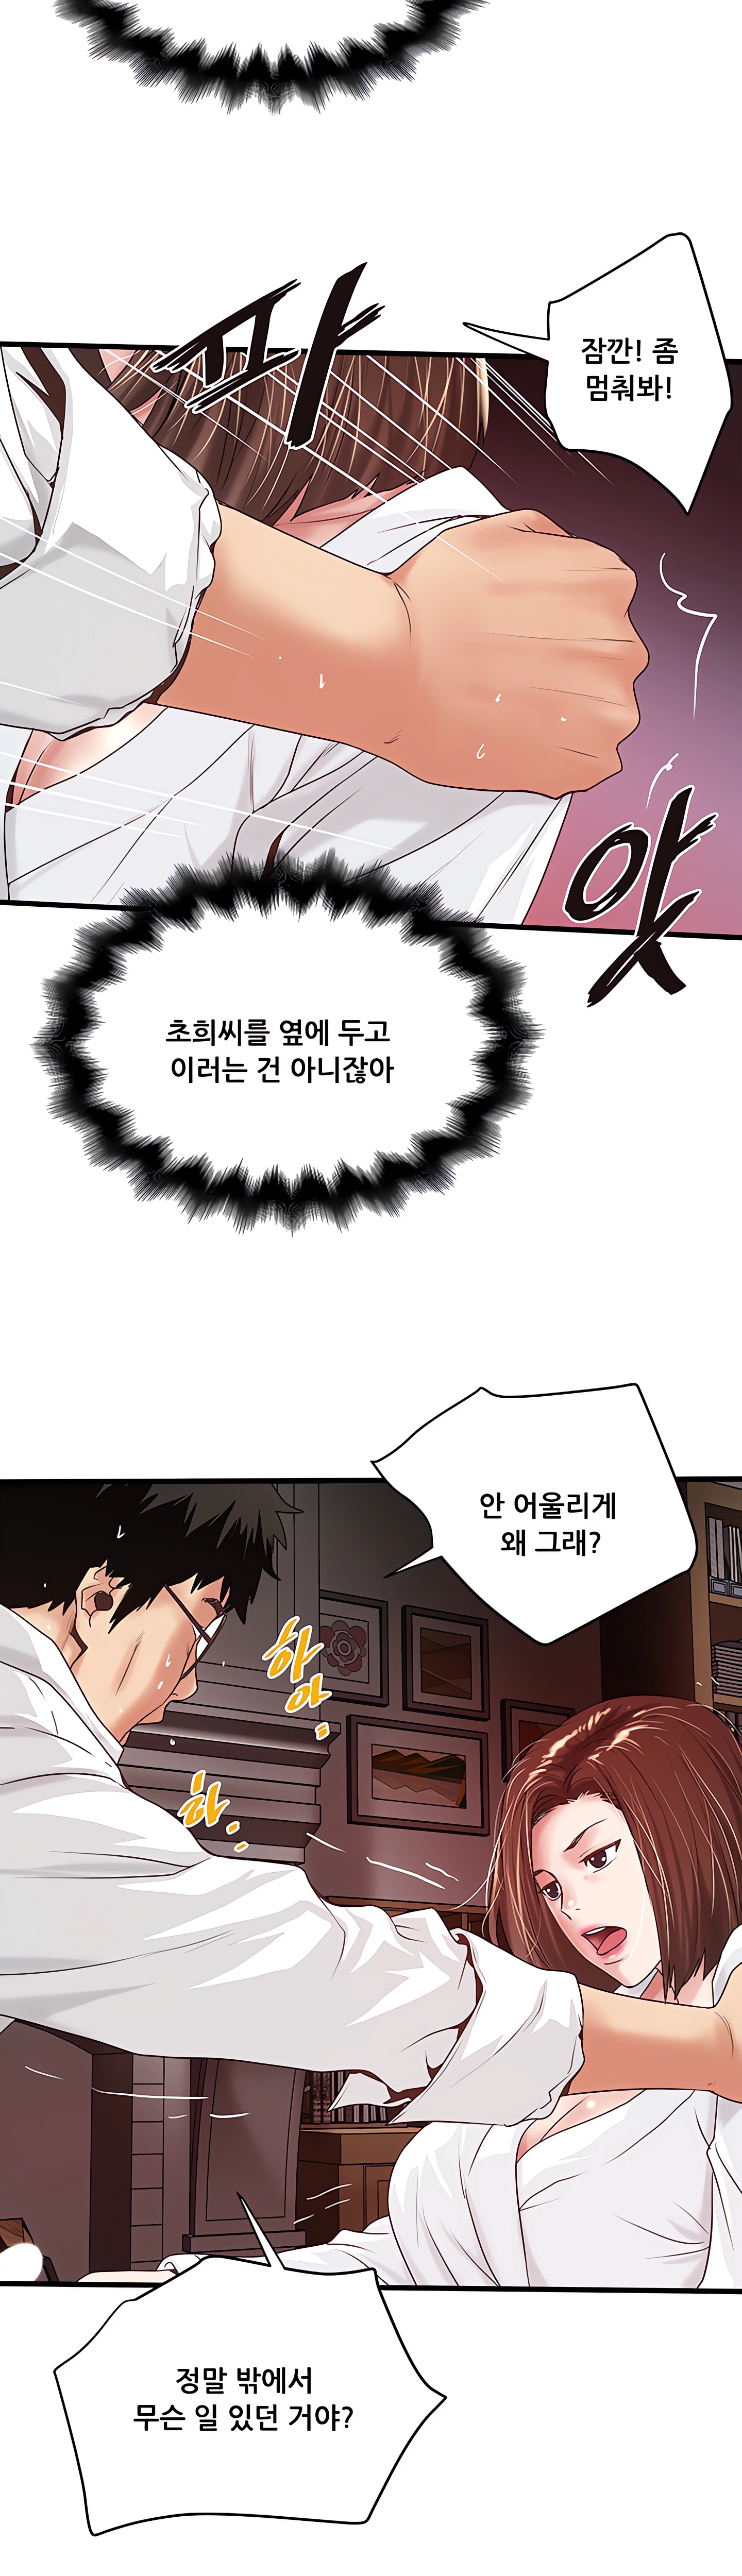 파
잠깐! 좀
멈춰봐!
악
초희씨를 옆에 두고
이러는 건 아니잖아
안 어울리게
왜 그래?
하아..
하..
정말 밖에서
무슨 일 있던 거야?